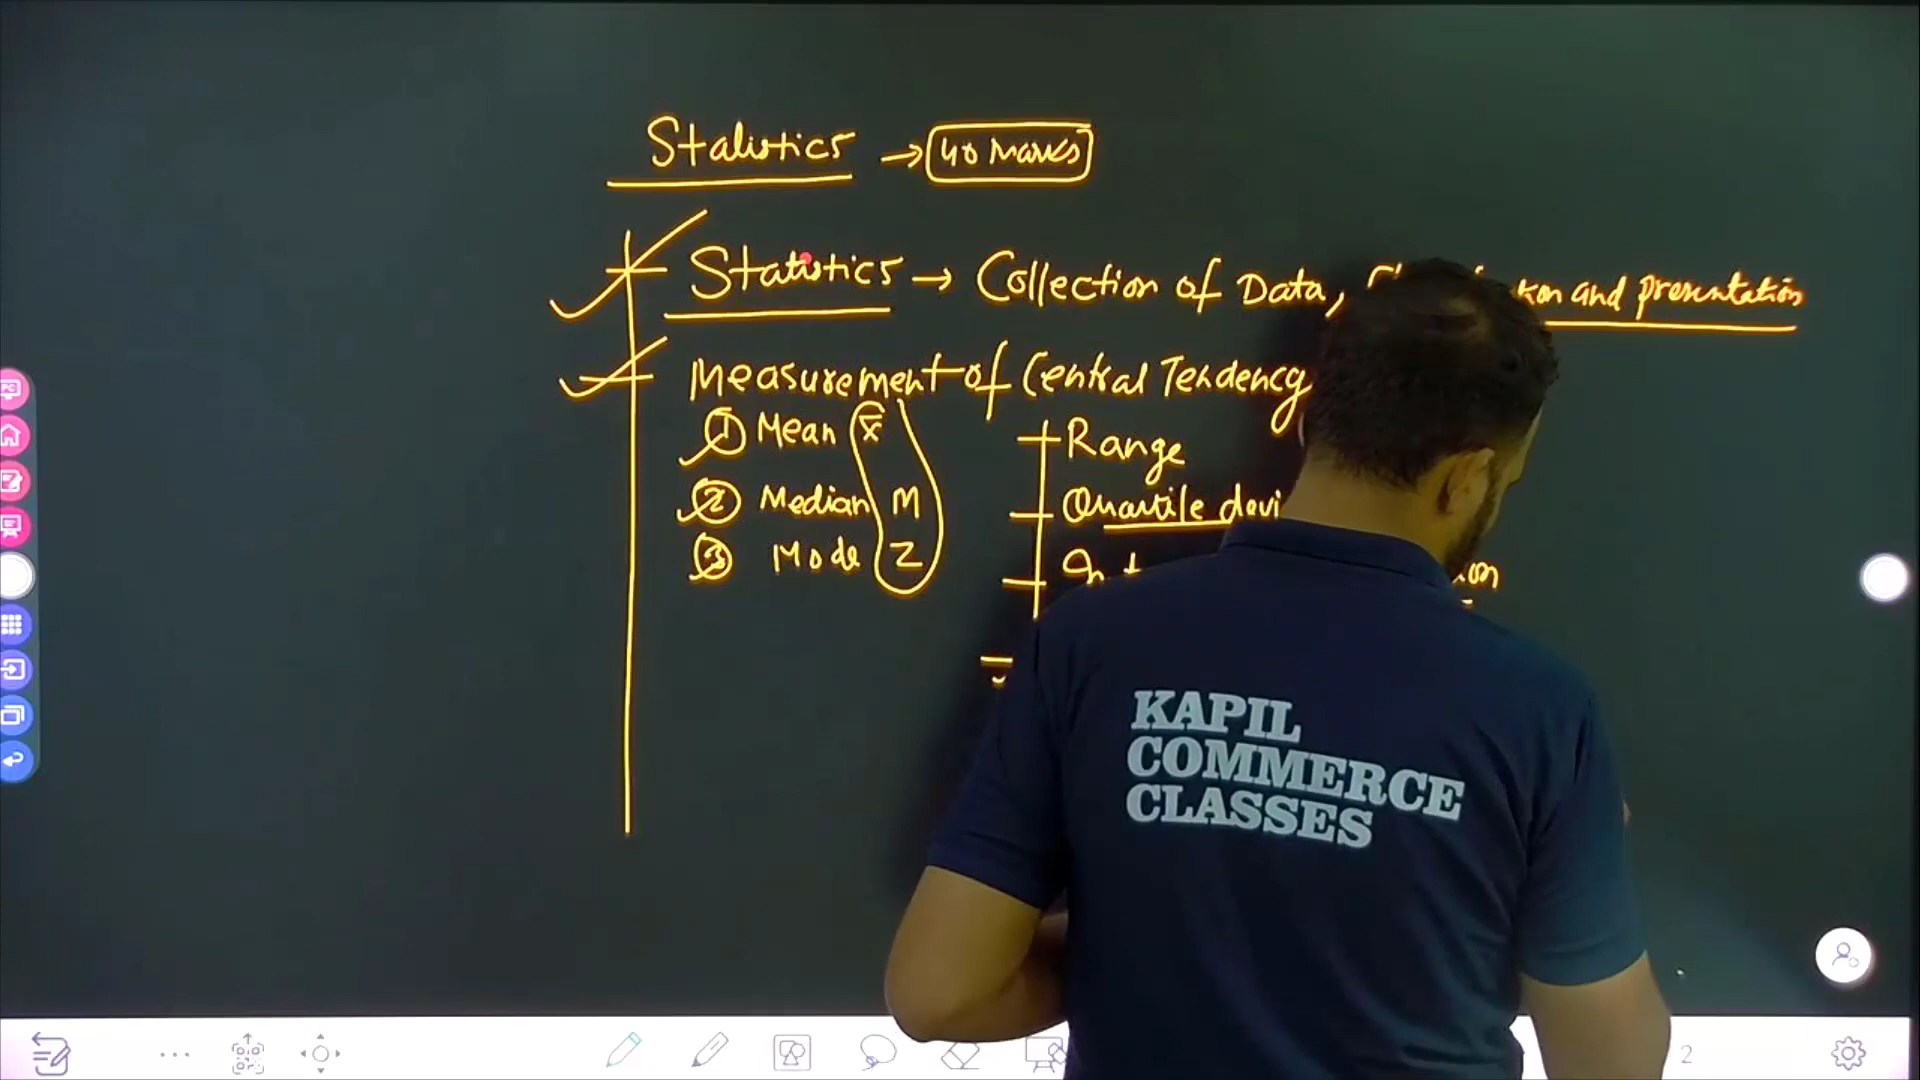 Statistics → 40 Marks
Statistics → Collection of Data, and presentation
Measurement of Central Tendency
① Mean x̄
② Median M
③ Mode Z
Range
Quartile devi
KAPIL
COMMERCE
CLASSES
2